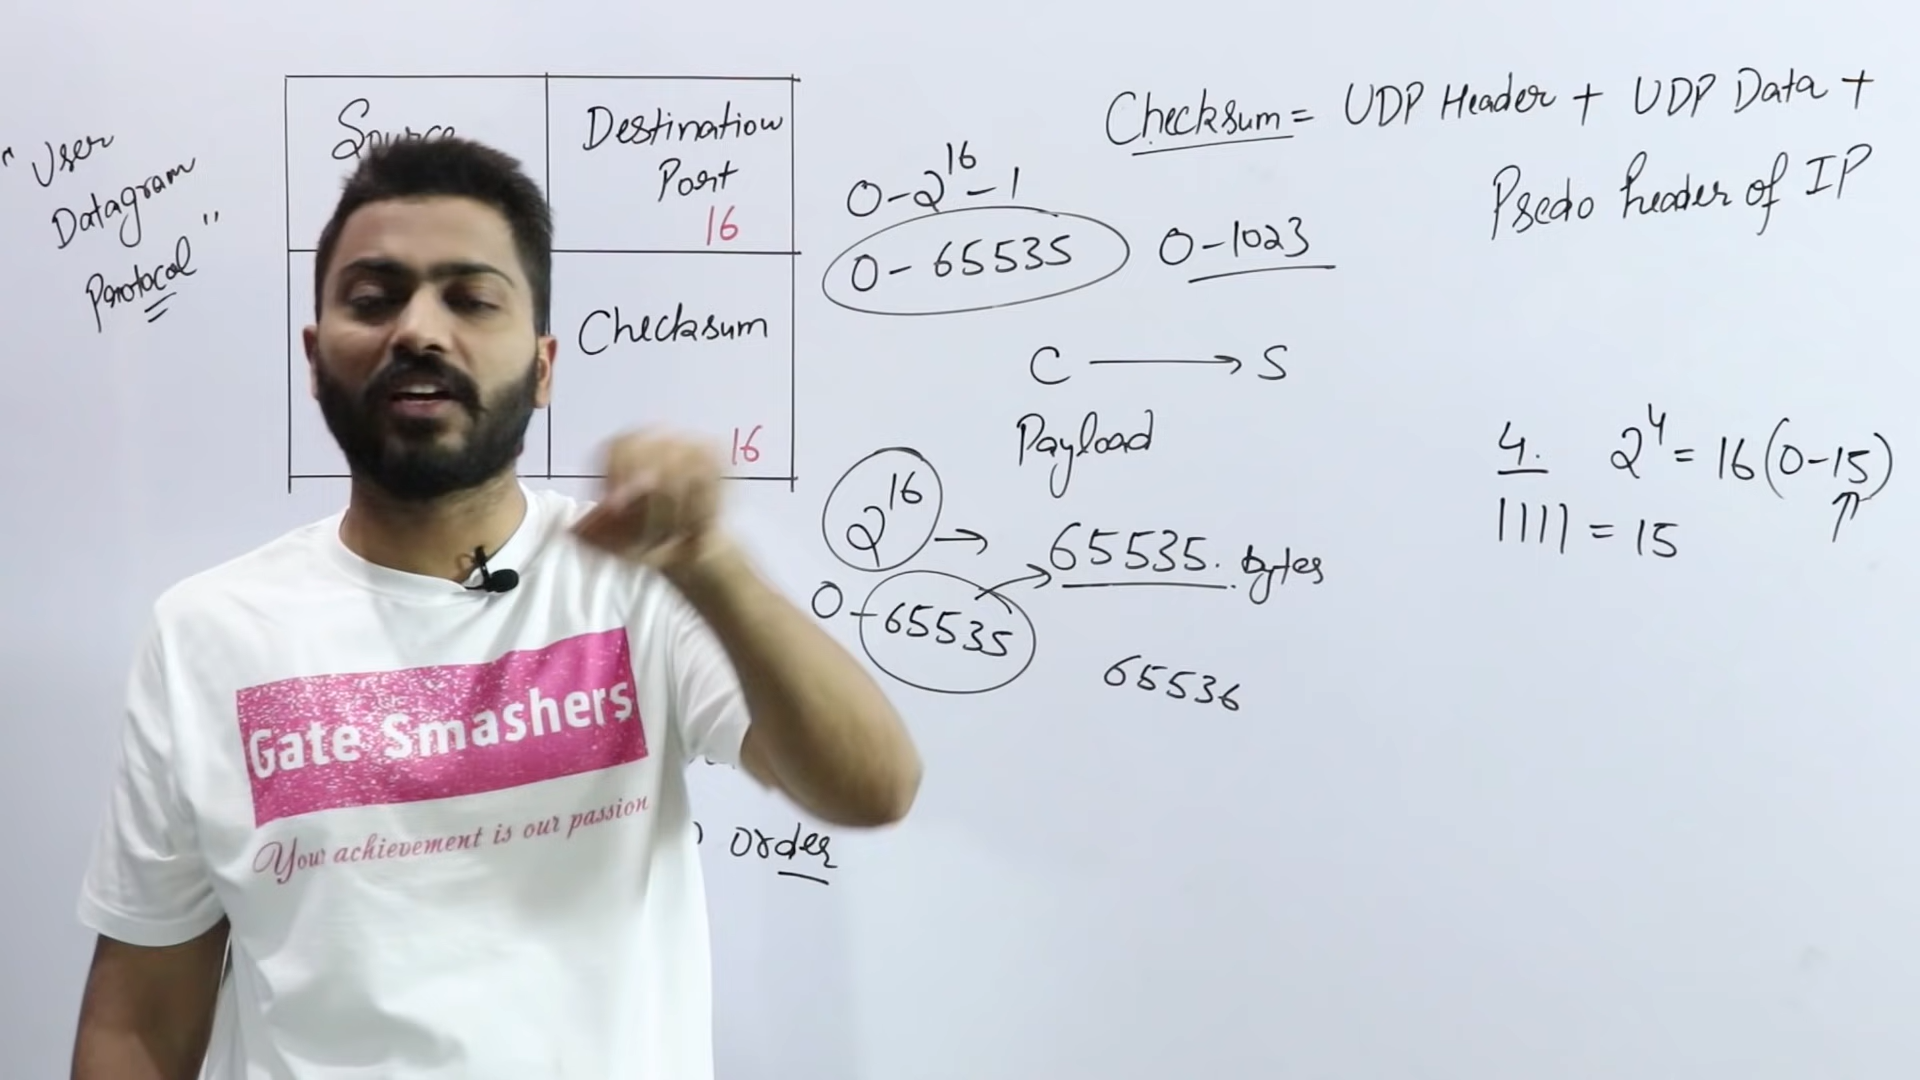 "User
Datagram
Protocol"
Source
Destination
Port
16
Checksum
16
0-2^16-1
0-65535
0-1023
Checksum = UDP Header + UDP Data +
Psedo header of IP
C → S
Payload
2^16 → 65535. bytes
0-65535
65536
4. 2^4 = 16(0-15)
1111 = 15
order
Gate Smashers
Your achievement is our passion